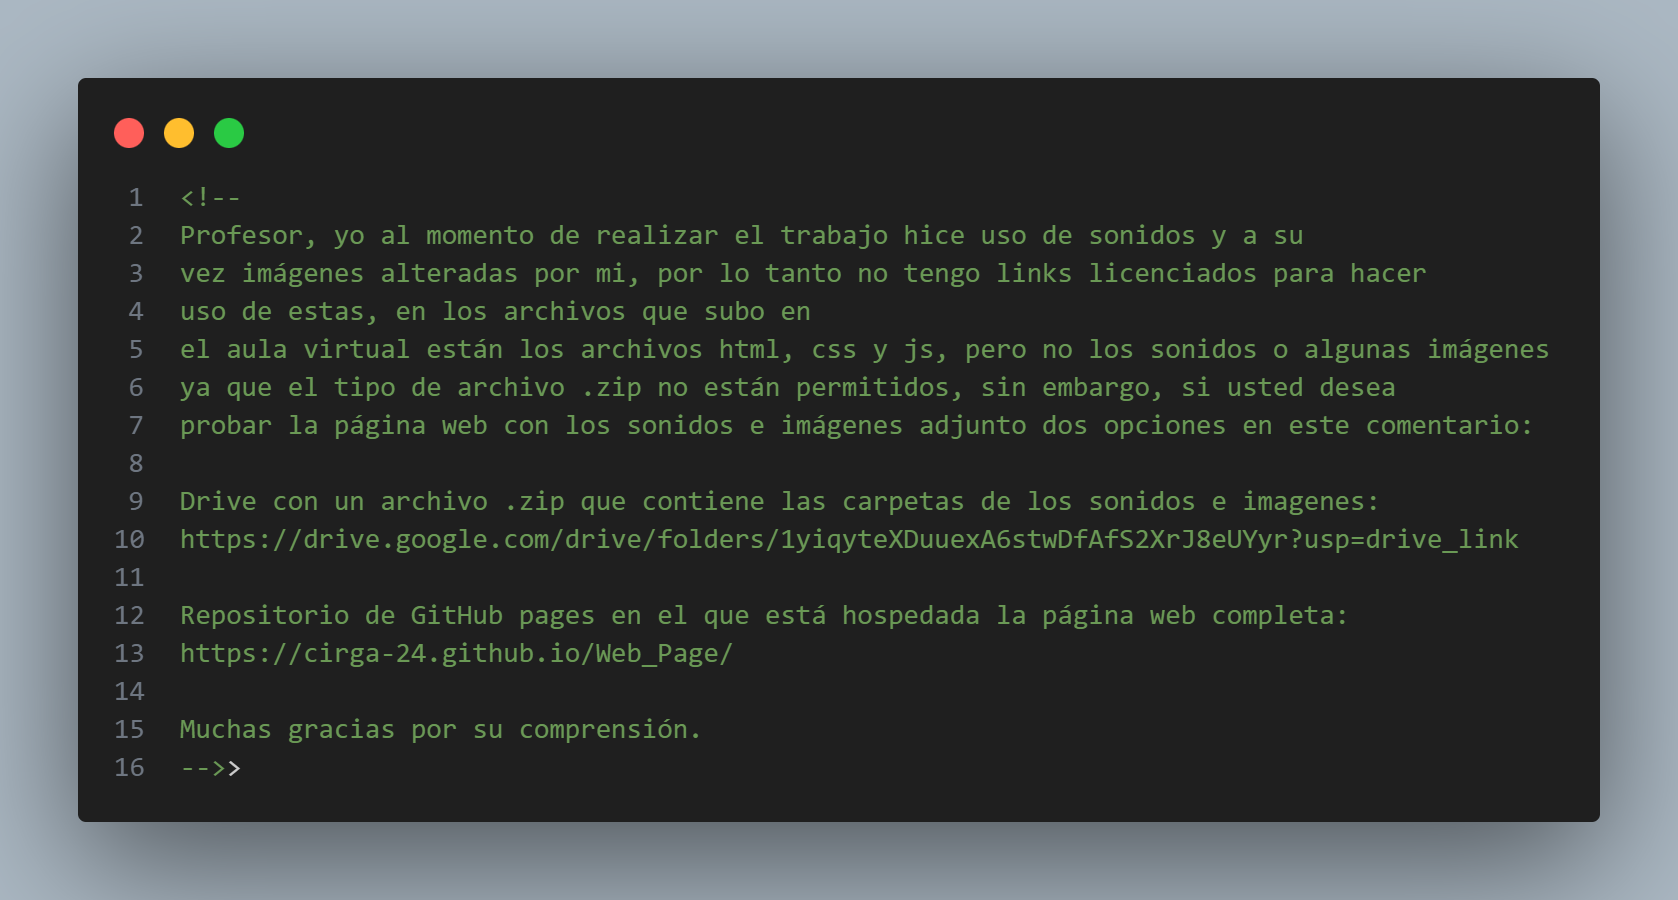 1 <!--
2 Profesor, yo al momento de realizar el trabajo hice uso de sonidos y a su
3 vez imágenes alteradas por mi, por lo tanto no tengo links licenciados para hacer
4 uso de estas, en los archivos que subo en
5 el aula virtual están los archivos html, css y js, pero no los sonidos o algunas imágenes
6 ya que el tipo de archivo .zip no están permitidos, sin embargo, si usted desea
7 probar la página web con los sonidos e imágenes adjunto dos opciones en este comentario:
8
9 Drive con un archivo .zip que contiene las carpetas de los sonidos e imagenes:
10 https://drive.google.com/drive/folders/1yiqyteXDuuexA6stwDfAfS2XrJ8eUYyr?usp=drive_link
11
12 Repositorio de GitHub pages en el que está hospedada la página web completa:
13 https://cirga-24.github.io/Web_Page/
14
15 Muchas gracias por su comprensión.
16 -->>